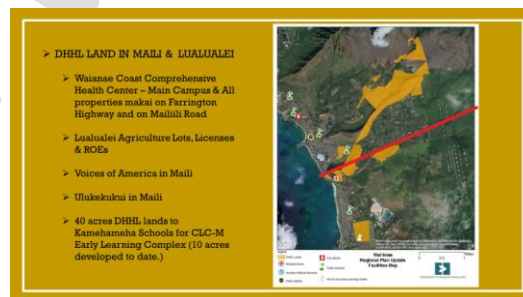 DHHL LAND IN MAILI & LUALUALEI
Waianae Coast Comprehensive
Health Center – Main Campus & All
properties makai on Farrington
Highway and on Mailiili Road
Lualualei Agriculture Lots, Licenses
& ROEs
Voices of America in Maili
Ulukekukui in Maili
40 acres DHHL lands to
Kamehameha Schools for CLC-M
Early Learning Complex (10 acres
developed to date.)
Regional Plan Update
Facilities Map